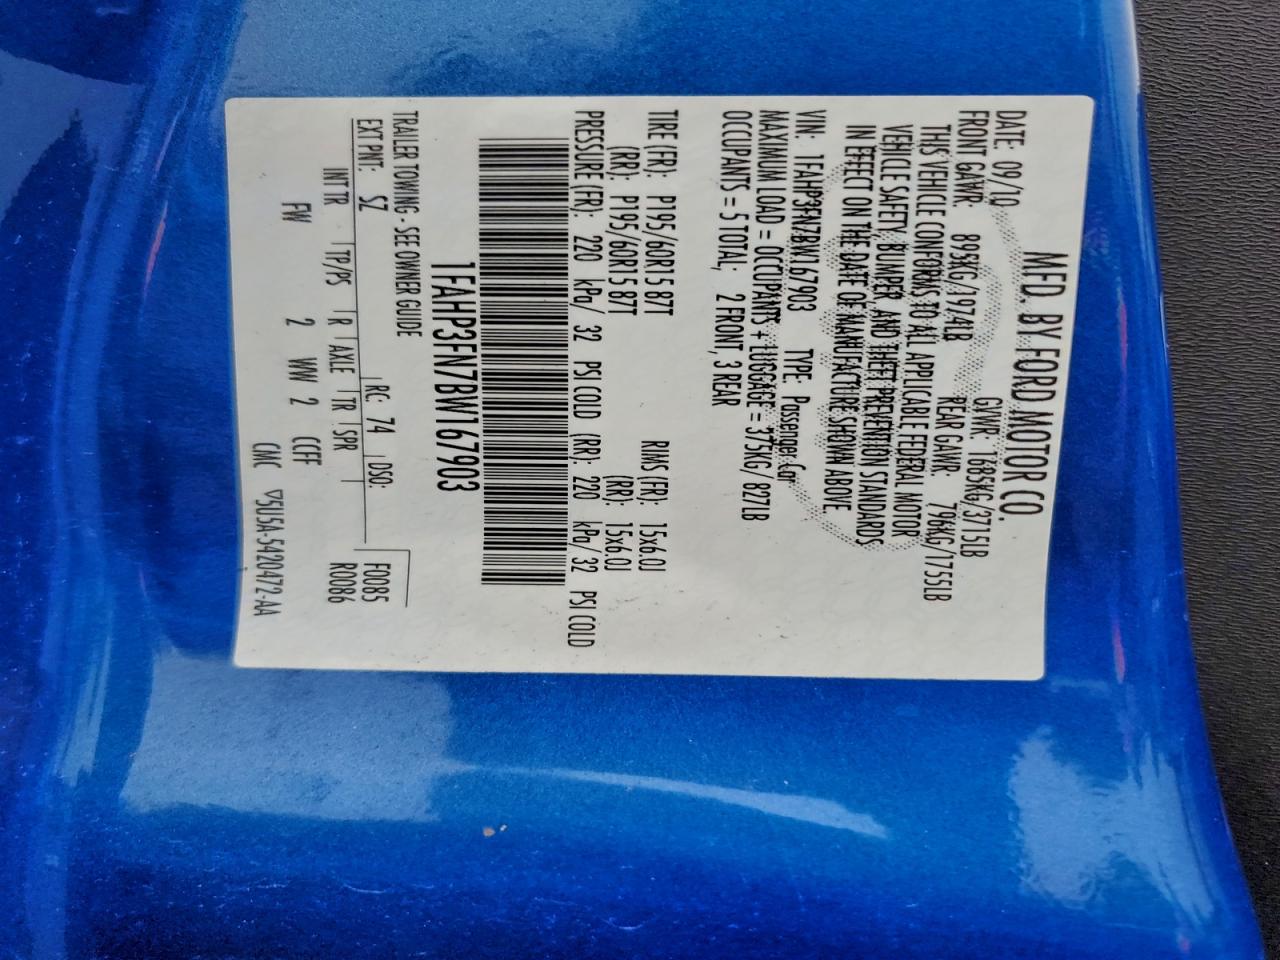 MFD. BY FORD MOTOR CO.
DATE: 09/10 GVWR: 1685KG/3715LB
FRONT GAWR: 895KG/1974LB REAR GAWR: 796KG/1755LB
THIS VEHICLE CONFORMS TO ALL APPLICABLE FEDERAL MOTOR
VEHICLE SAFETY, BUMPER, AND THEFT PREVENTION STANDARDS
IN EFFECT ON THE DATE OF MANUFACTURE SHOWN ABOVE.
VIN: 1FAHP3FN7BW167903 TYPE: Passenger Car
MAXIMUM LOAD = OCCUPANTS + LUGGAGE = 375KG/ 827LB
OCCUPANTS = 5 TOTAL; 2 FRONT, 3 REAR
TIRE (FR): P195/60R15 87T RIMS (FR): 15x6.0J
(RR): P195/60R15 87T (RR): 15x6.0J
PRESSURE (FR): 220 kPa/ 32 PSI COLD (RR): 220 kPa/ 32 PSI COLD
1FAHP3FN7BW167903
TRAILER TOWING - SEE OWNER GUIDE
F0085
EXT PNT: SZ RC 74 DSO: R0086
INT TR TP/PS R AXLE TR SPR
FW 2 WW 2 CCFF
CMC ▽5U5A-5420472-AA